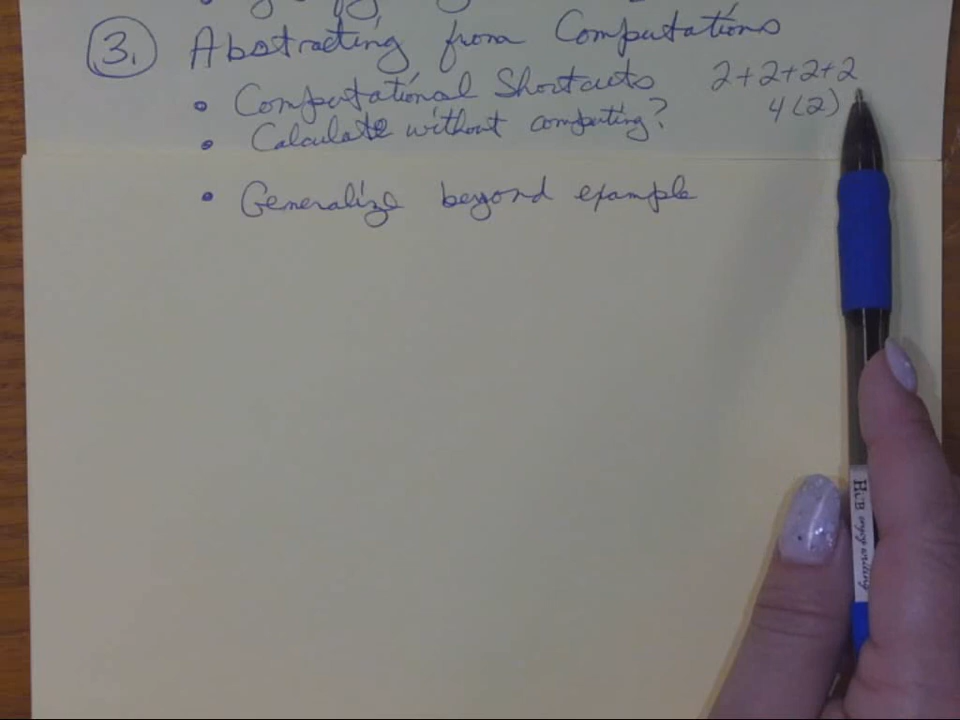 3. Abstracting from Computations
• Computational Shortcuts 2+2+2+2
4(2)
• Calculate without computing?
• Generalize beyond example